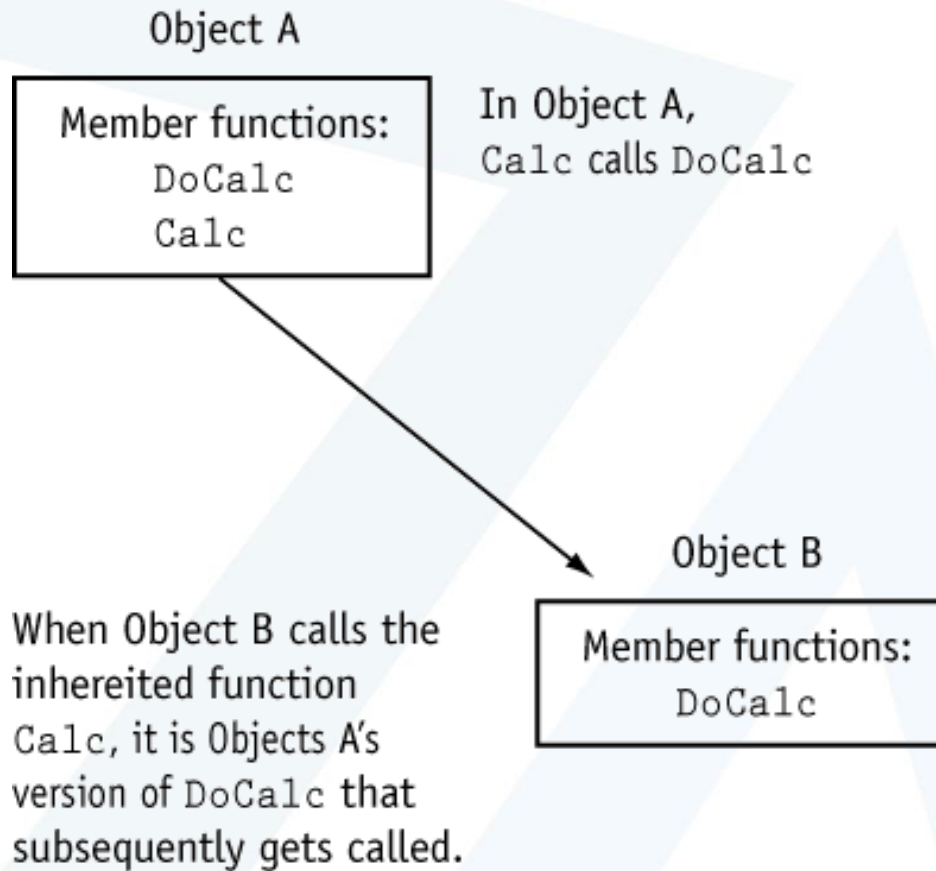 Object A
Member functions:
DoCalc
Calc
In Object A,
Calc calls DoCalc
Object B
Member functions:
DoCalc
When Object B calls the
inhereited function
Calc, it is Objects A's
version of DoCalc that
subsequently gets called.